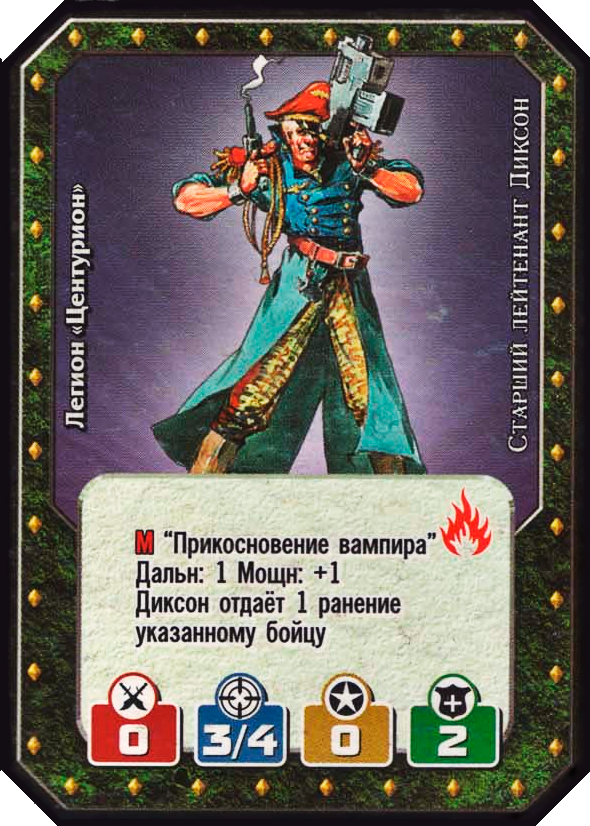 Легион «Центурион»
Старший лейтенант Диксон
М "Прикосновение вампира"
Дальн: 1 Мощн: +1
Диксон отдаёт 1 ранение
указанному бойцу
0 3/4 0 2